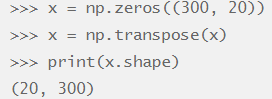 >>> x = np.zeros((300, 20))
>>> x = np.transpose(x)
>>> print(x.shape)
(20, 300)